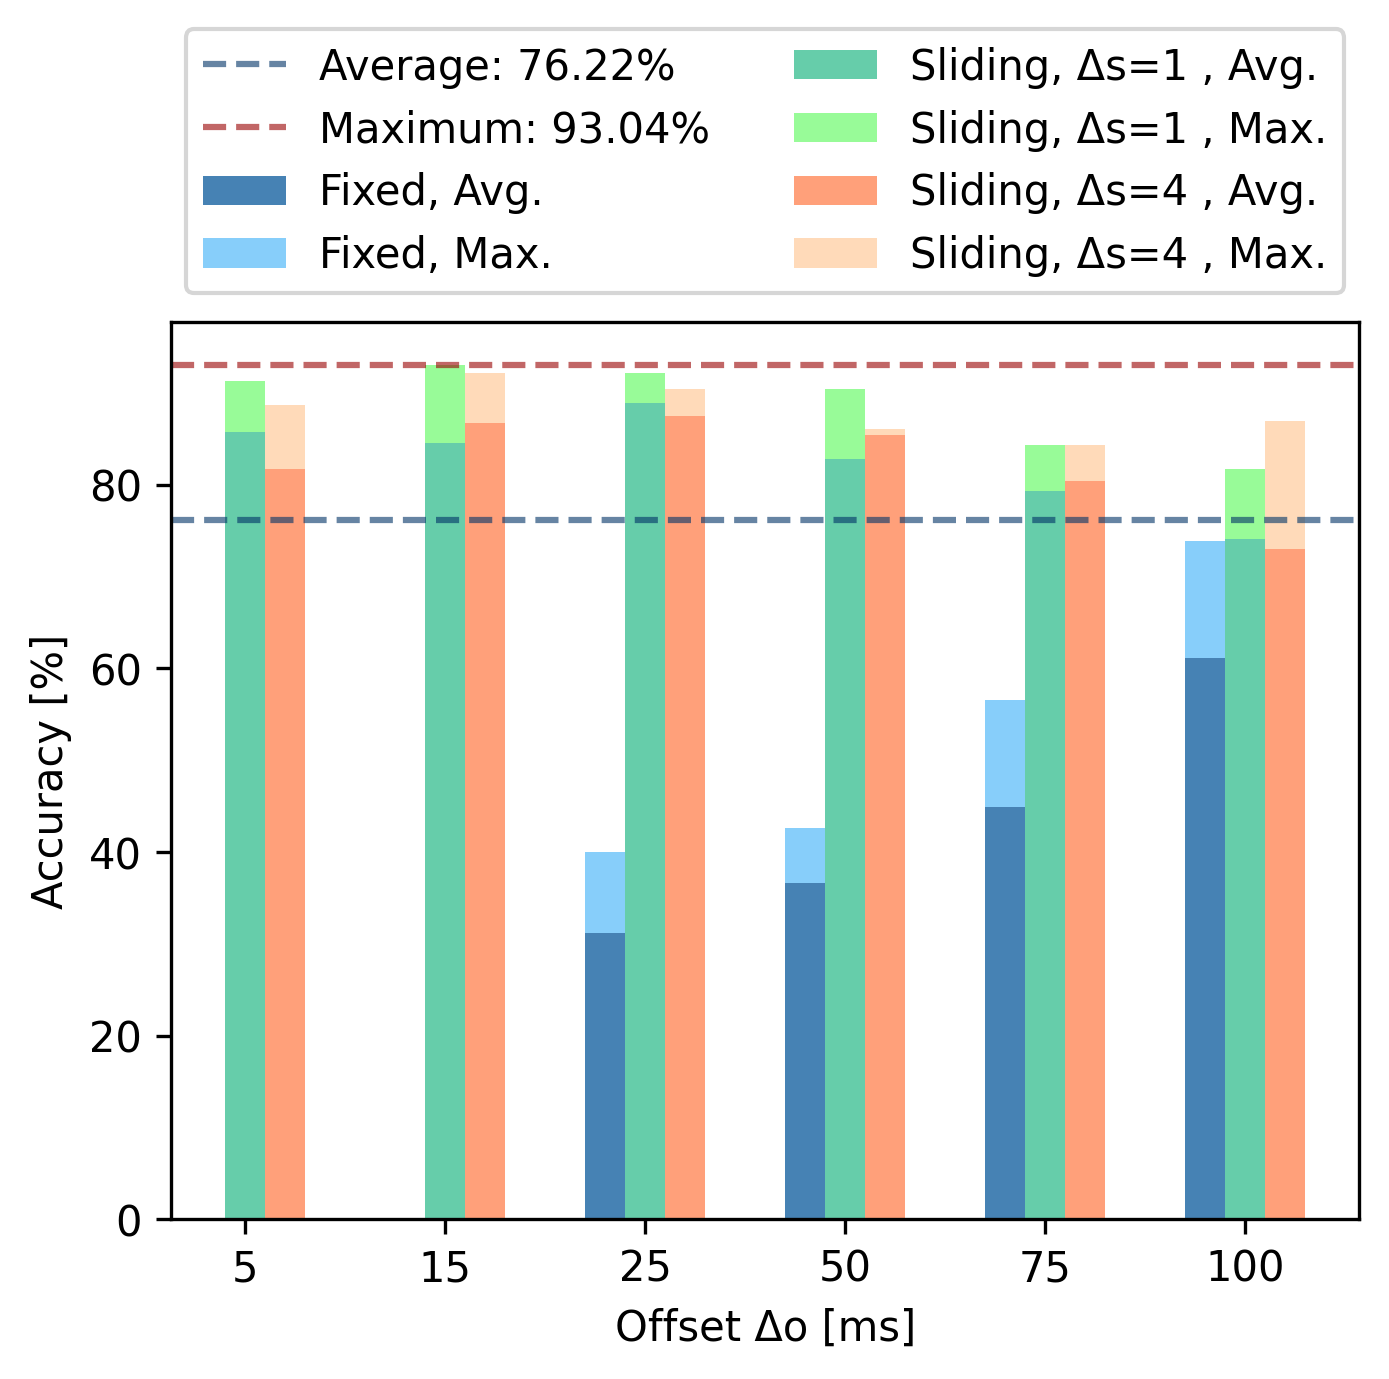 Average: 76.22%
Maximum: 93.04%
Fixed, Avg.
Fixed, Max.
Sliding, Δs=1 , Avg.
Sliding, Δs=1 , Max.
Sliding, Δs=4 , Avg.
Sliding, Δs=4 , Max.
Accuracy [%]
80
60
40
20
0
5 15 25 50 75 100
Offset Δo [ms]